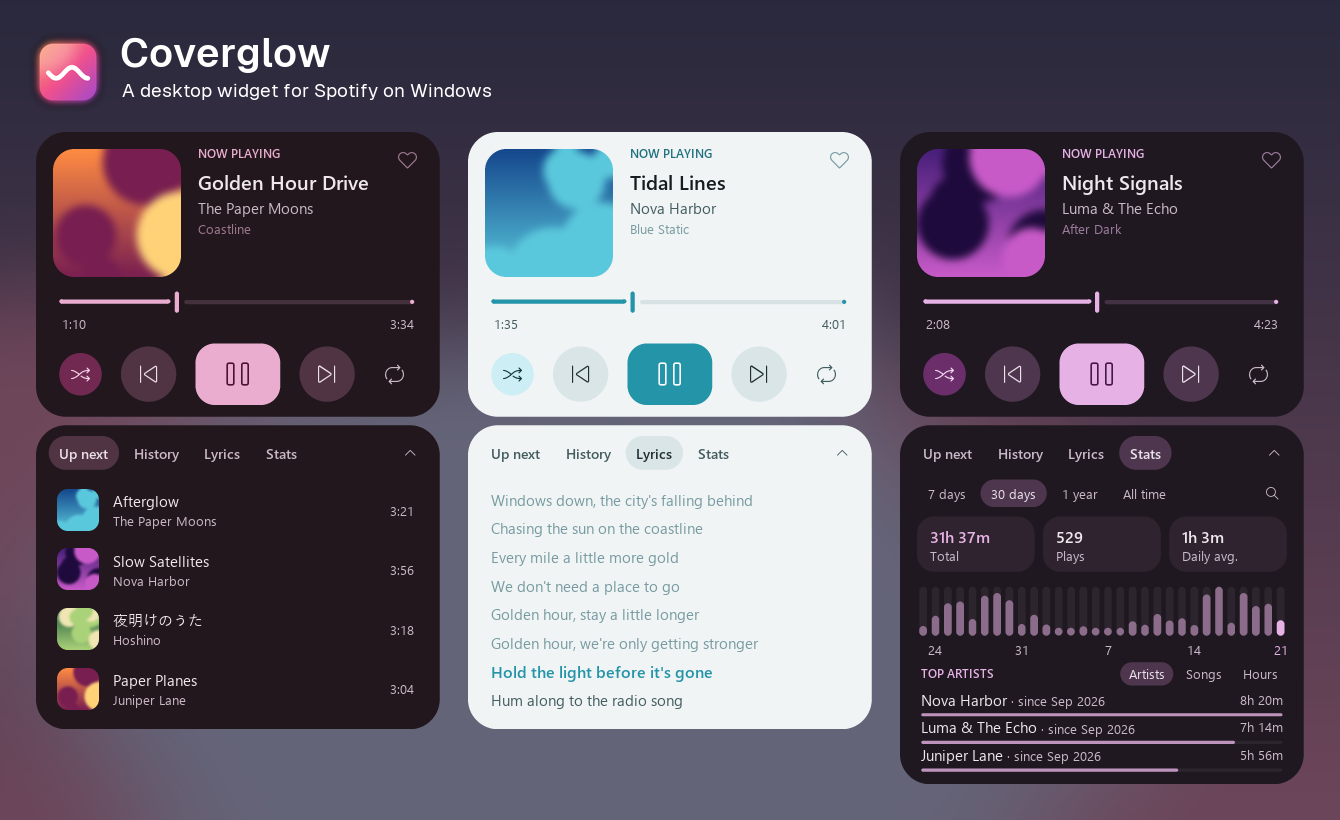 Coverglow
A desktop widget for Spotify on Windows
NOW PLAYING
Golden Hour Drive
The Paper Moons
Coastline
1:10 3:34
Up next History Lyrics Stats
Afterglow
The Paper Moons
3:21
Slow Satellites
Nova Harbor
3:56
夜明けのうた
Hoshino
3:18
Paper Planes
Juniper Lane
3:04
NOW PLAYING
Tidal Lines
Nova Harbor
Blue Static
1:35 4:01
Up next History Lyrics Stats
Windows down, the city's falling behind
Chasing the sun on the coastline
Every mile a little more gold
We don't need a place to go
Golden hour, stay a little longer
Golden hour, we're only getting stronger
Hold the light before it's gone
Hum along to the radio song
NOW PLAYING
Night Signals
Luma & The Echo
After Dark
2:08 4:23
Up next History Lyrics Stats
7 days 30 days 1 year All time
31h 37m 529 1h 3m
Total Plays Daily avg.
24 31 7 14 21
TOP ARTISTS Artists Songs Hours
Nova Harbor · since Sep 2026 8h 20m
Luma & The Echo · since Sep 2026 7h 14m
Juniper Lane · since Sep 2026 5h 56m